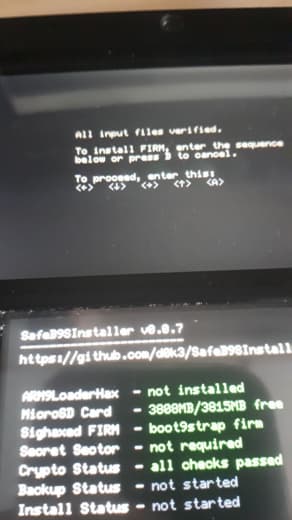 All input files verified.
To install FIRM, enter the sequence
below or press B to cancel.
To proceed, enter this:
<←> <↓> <→> <↑> <A>
SafeB9SInstaller v0.0.7
https://github.com/d0k3/SafeB9SInstall
ARM9LoaderHax - not installed
MicroSD Card - 3808MB/3815MB free
Sighaxed FIRM - boot9strap firm
Secret Sector - not required
Crypto Status - all checks passed
Backup Status - not started
Install Status - not started